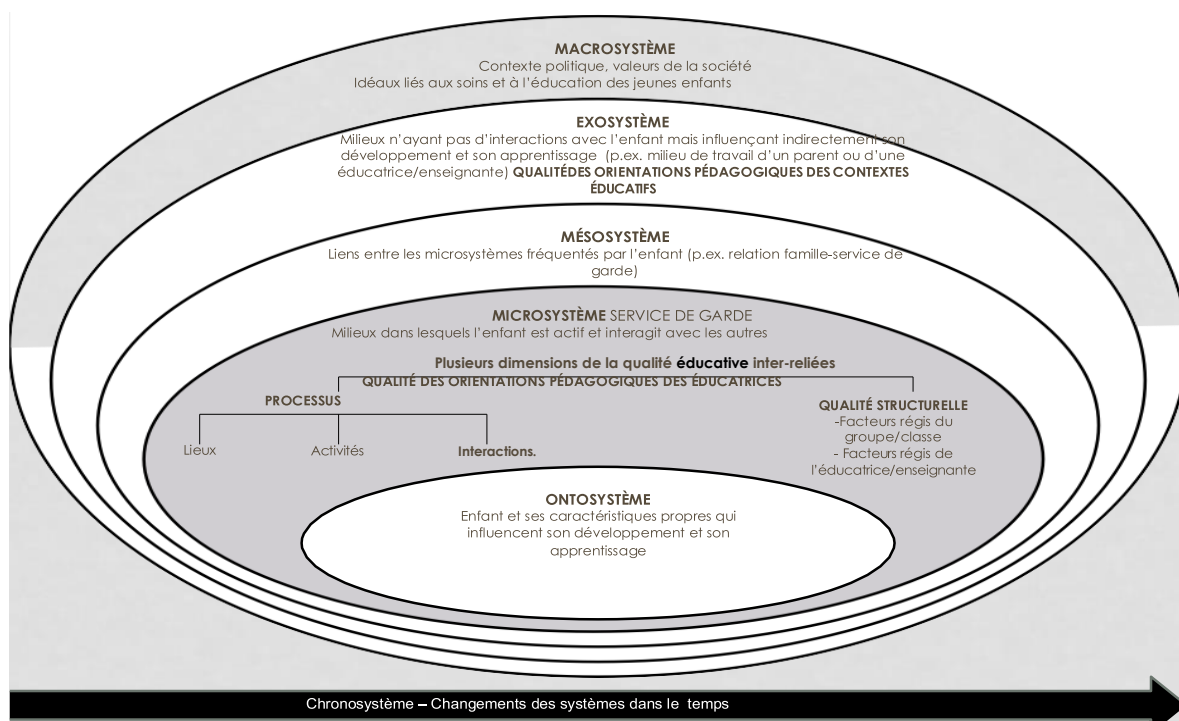 MACROSYSTÈME
Contexte politique, valeurs de la société
Idéaux liés aux soins et à l'éducation des jeunes enfants
EXOSYSTÈME
Milieux n'ayant pas d'interactions avec l'enfant mais influençant indirectement son
développement et son apprentissage (p.ex. milieu de travail d'un parent ou d'une
éducatrice/enseignante) QUALITÉDES ORIENTATIONS PÉDAGOGIQUES DES CONTEXTES
ÉDUCATIFS
MÉSOSYSTÈME
Liens entre les microsystèmes fréquentés par l'enfant (p.ex. relation famille-service de
garde)
MICROSYSTÈME SERVICE DE GARDE
Milieux dans lesquels l'enfant est actif et interagit avec les autres
Plusieurs dimensions de la qualité éducative inter-reliées
QUALITÉ DES ORIENTATIONS PÉDAGOGIQUES DES ÉDUCATRICES
PROCESSUS
Lieux
Activités
Interactions.
QUALITÉ STRUCTURELLE
-Facteurs régis du
groupe/classe
- Facteurs régis de
l'éducatrice/enseignante
ONTOSYSTÈME
Enfant et ses caractéristiques propres qui
influencent son développement et son
apprentissage
Chronosystème – Changements des systèmes dans le temps